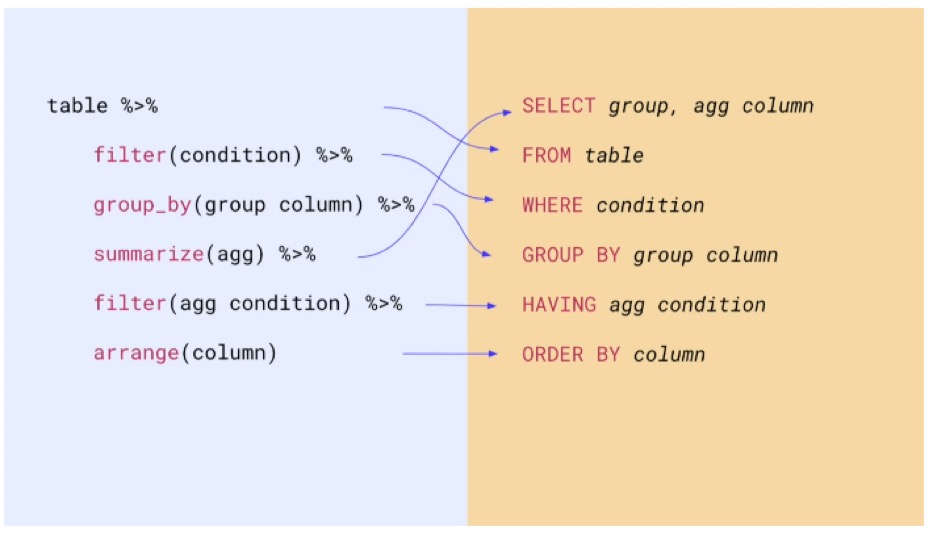 table %>%
filter(condition) %>%
group_by(group column) %>%
summarize(agg) %>%
filter(agg condition) %>%
arrange(column)
SELECT group, agg column
FROM table
WHERE condition
GROUP BY group column
HAVING agg condition
ORDER BY column